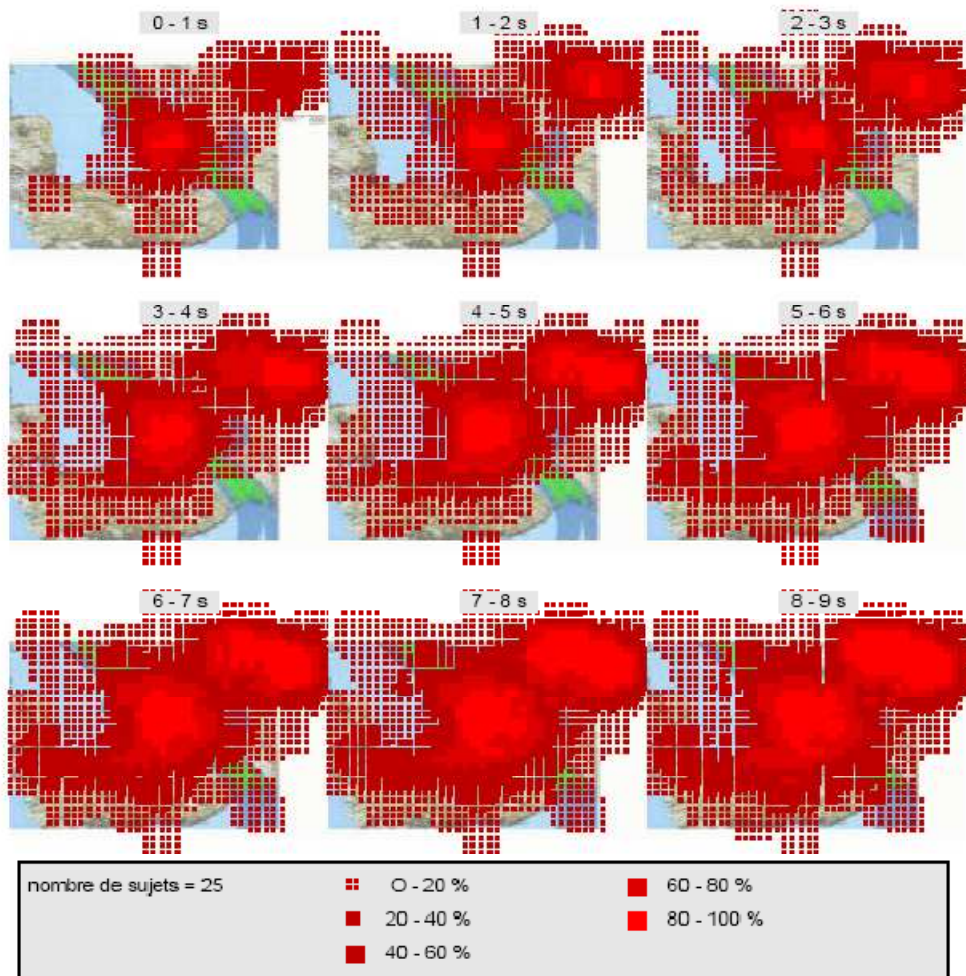 0 - 1 s
1 - 2 s
2 - 3 s
3 - 4 s
4 - 5 s
5 - 6 s
6 - 7 s
7 - 8 s
8 - 9 s
nombre de sujets = 25
O - 20 %
60 - 80 %
20 - 40 %
80 - 100 %
40 - 60 %